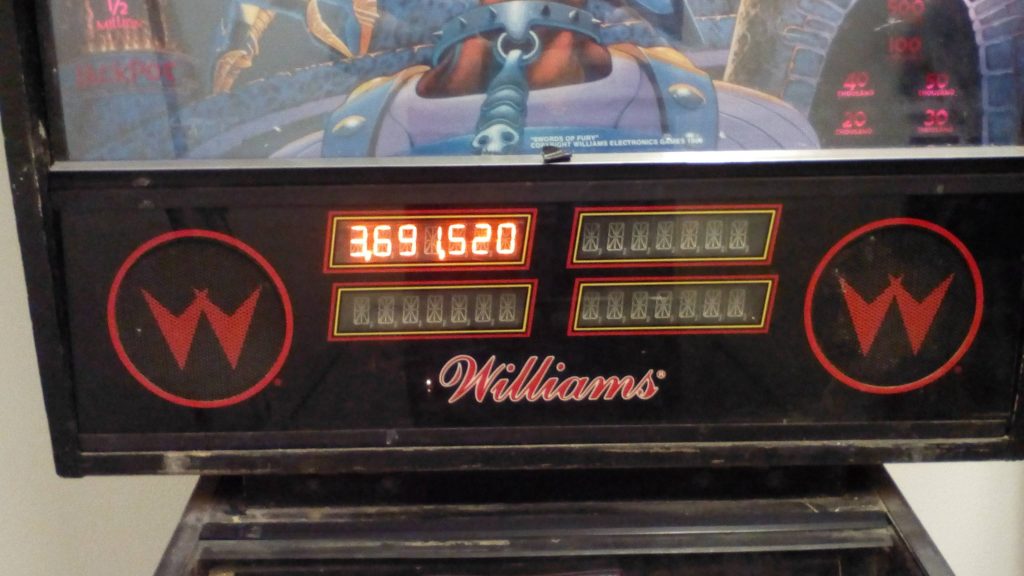 1/2
MILLION
JACKPOT
500
100
40
THOUSAND
50
THOUSAND
20
THOUSAND
30
THOUSAND
"SWORDS OF FURY"
COPYRIGHT WILLIAMS ELECTRONICS GAMES
3,691,520
W
W
Williams®